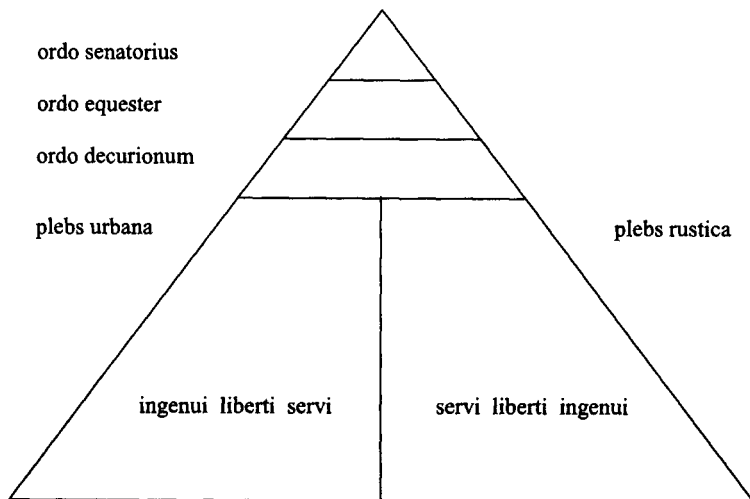 ordo senatorius
ordo equester
ordo decurionum
plebs urbana
plebs rustica
ingenui liberti servi
servi liberti ingenui